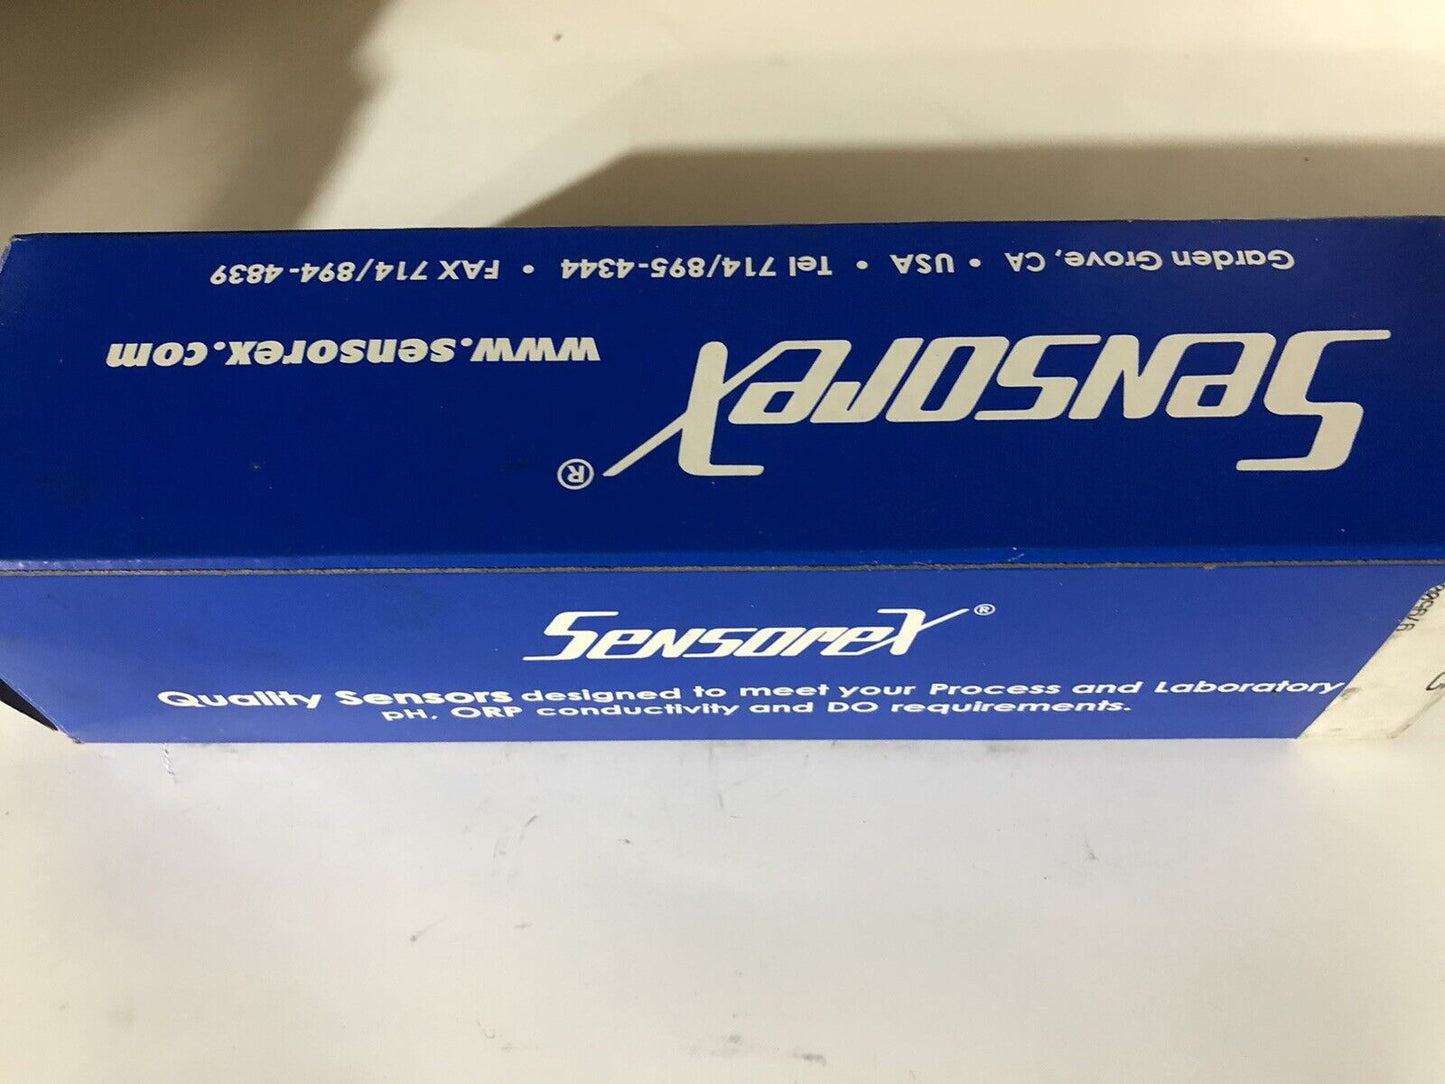 SENSOREX®
www.sensorex.com
Garden Grove, CA • USA • Tel 714/895-4344 • FAX 714/894-4839
SENSOREX®
Quality Sensors designed to meet your Process and Laboratory
pH, ORP conductivity and DO requirements.